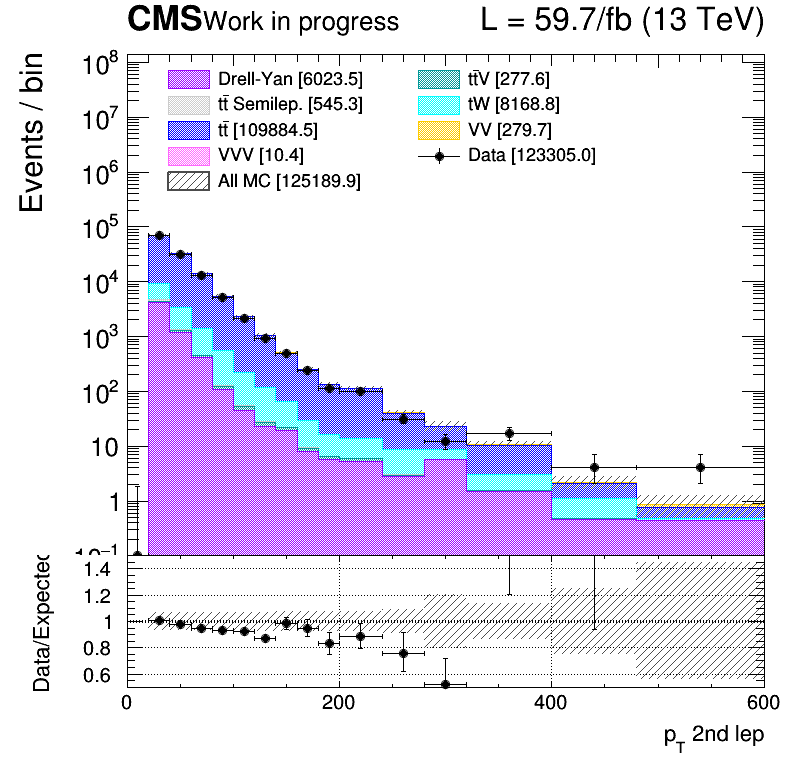 CMS Work in progress L = 59.7/fb (13 TeV)
Events / bin
10⁸
10⁷
10⁶
10⁵
10⁴
10³
10²
10
1
10⁻¹
Drell-Yan [6023.5]
tt̄ Semilep. [545.3]
tt̄ [109884.5]
VVV [10.4]
All MC [125189.9]
tt̄V [277.6]
tW [8168.8]
VV [279.7]
Data [123305.0]
Data/Expected
1.4
1.2
1
0.8
0.6
0 200 400 600
p_T 2nd lep